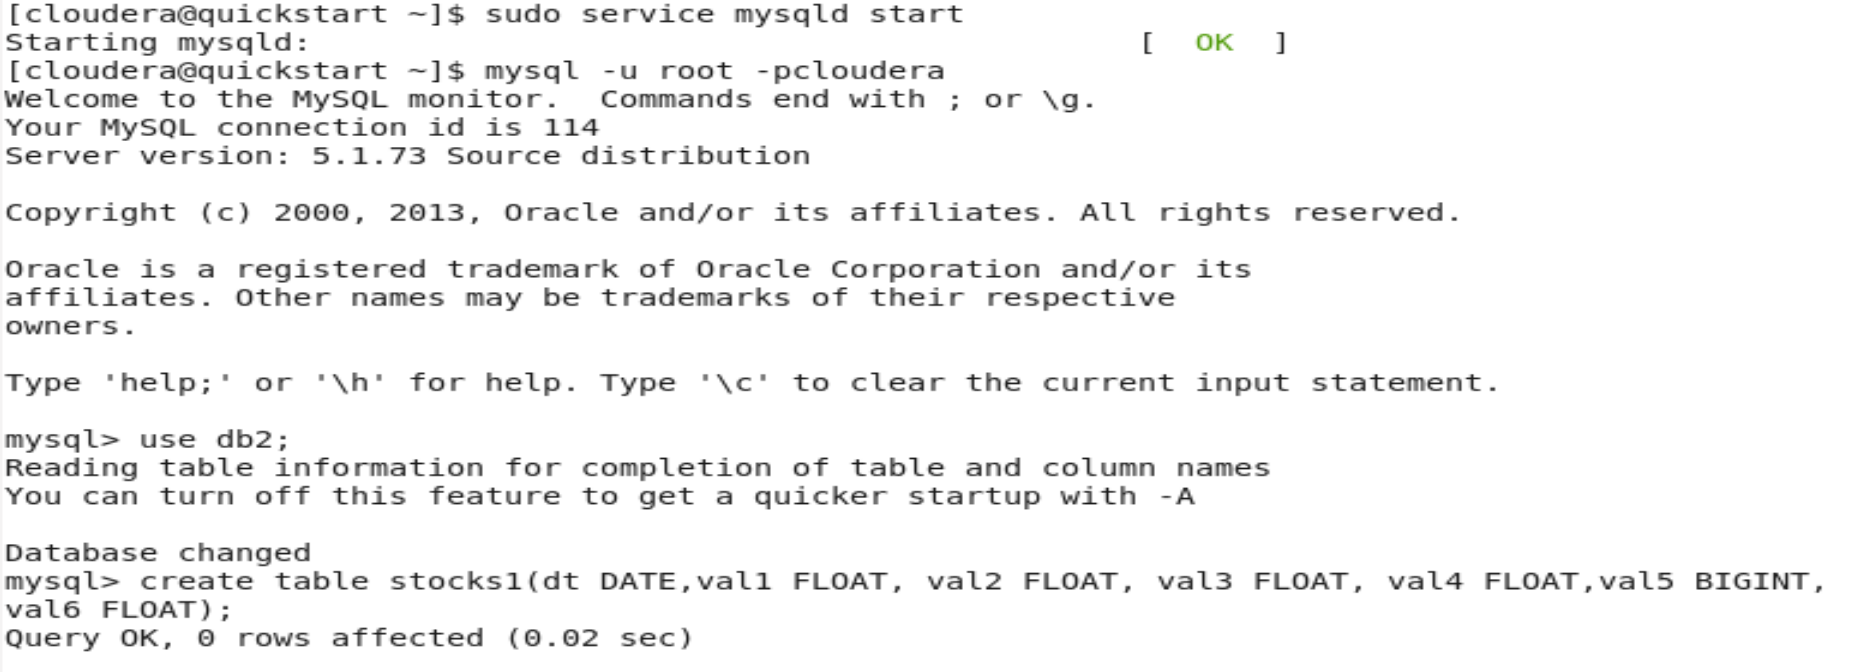 [cloudera@quickstart ~]$ sudo service mysqld start
Starting mysqld:                                           [  OK  ]
[cloudera@quickstart ~]$ mysql -u root -pcloudera
Welcome to the MySQL monitor.  Commands end with ; or \g.
Your MySQL connection id is 114
Server version: 5.1.73 Source distribution

Copyright (c) 2000, 2013, Oracle and/or its affiliates. All rights reserved.

Oracle is a registered trademark of Oracle Corporation and/or its
affiliates. Other names may be trademarks of their respective
owners.

Type 'help;' or '\h' for help. Type '\c' to clear the current input statement.

mysql> use db2;
Reading table information for completion of table and column names
You can turn off this feature to get a quicker startup with -A

Database changed
mysql> create table stocks1(dt DATE,val1 FLOAT, val2 FLOAT, val3 FLOAT, val4 FLOAT,val5 BIGINT,
val6 FLOAT);
Query OK, 0 rows affected (0.02 sec)